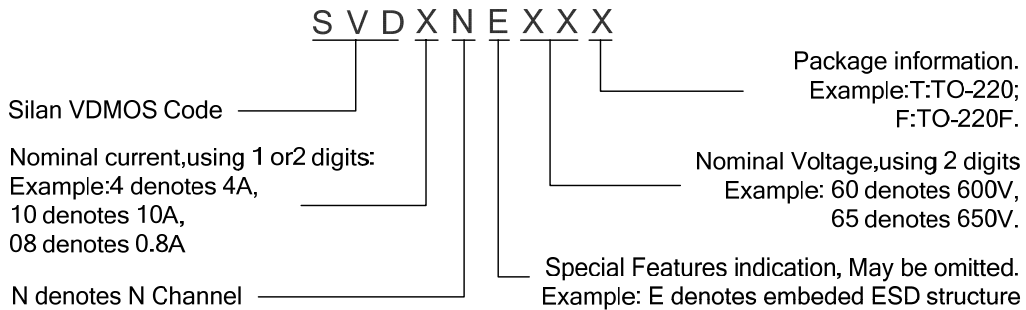 S V D X N E X X X
Package information.
Example:T:TO-220;
F:TO-220F.
Silan VDMOS Code
Nominal current,using 1 or2 digits:
Example:4 denotes 4A,
10 denotes 10A,
08 denotes 0.8A
Nominal Voltage,using 2 digits
Example: 60 denotes 600V,
65 denotes 650V.
N denotes N Channel
Special Features indication, May be omitted.
Example: E denotes embeded ESD structure